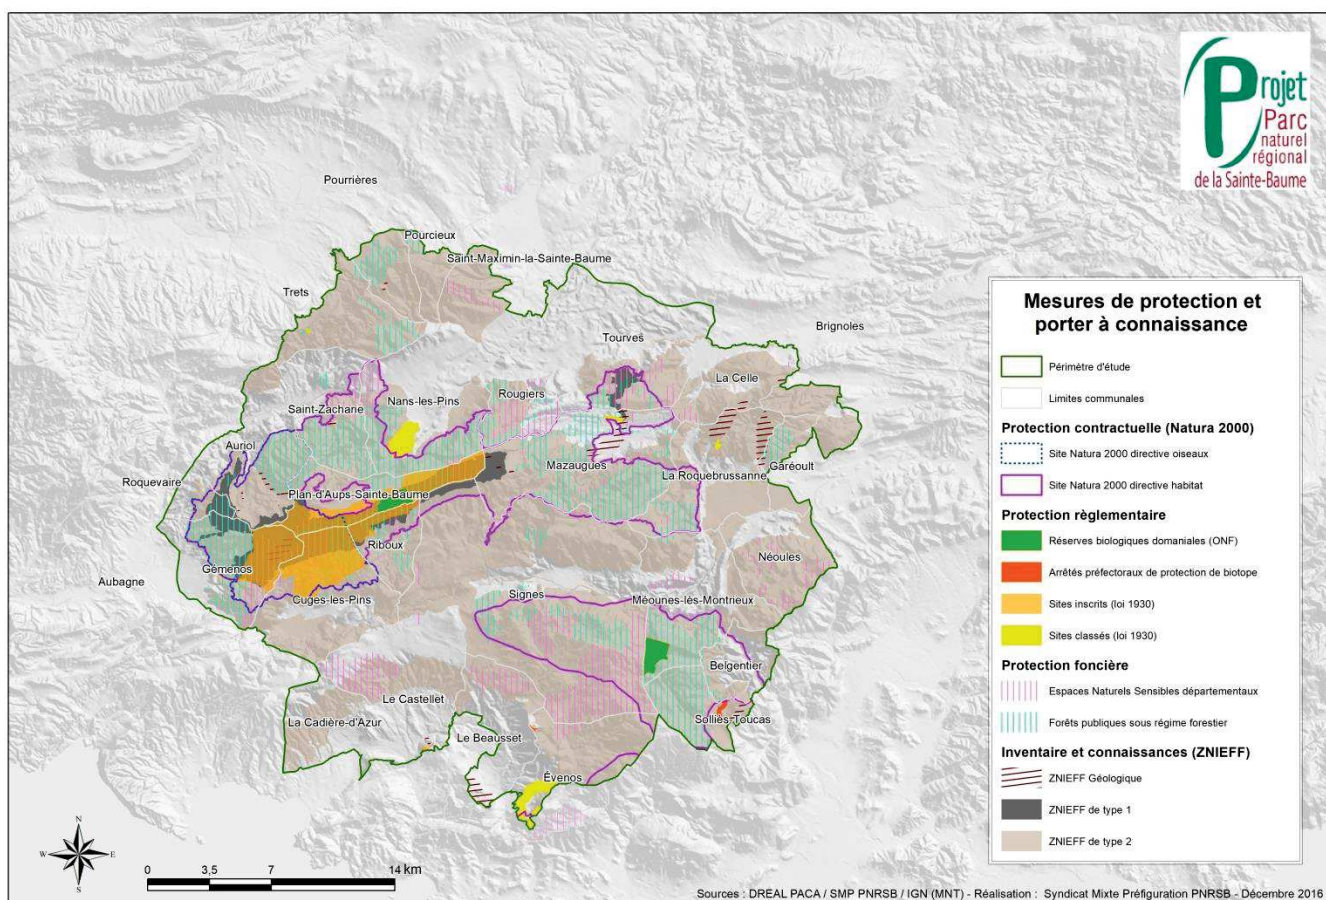 Projet
Parc
naturel
régional
de la Sainte-Baume
Pourrières
Pourcieux
Saint-Maximin-la-Sainte-Baume
Trets
Brignoles
Tourves
La Celle
Rougiers
Nans-les-Pins
Saint-Zacharie
Auriol
Mazaugues
La Roquebrussanne
Garéoult
Roquevaire
Plan-d'Aups-Sainte-Baume
Riboux
Néoules
Gémenos
Aubagne
Cuges-les-Pins
Signes
Méounes-lès-Montrieux
Belgentier
Le Castellet
Solliès-Toucas
La Cadière-d'Azur
Le Beausset
Évenos
Mesures de protection et
porter à connaissance
Périmètre d'étude
Limites communales
Protection contractuelle (Natura 2000)
Site Natura 2000 directive oiseaux
Site Natura 2000 directive habitat
Protection règlementaire
Réserves biologiques domaniales (ONF)
Arrêtés préfectoraux de protection de biotope
Sites inscrits (loi 1930)
Sites classés (loi 1930)
Protection foncière
Espaces Naturels Sensibles départementaux
Forêts publiques sous régime forestier
Inventaire et connaissances (ZNIEFF)
ZNIEFF Géologique
ZNIEFF de type 1
ZNIEFF de type 2
N
W E
S
0 3,5 7 14 km
Sources : DREAL PACA / SMP PNRSB / IGN (MNT) - Réalisation : Syndicat Mixte Préfiguration PNRSB - Décembre 2016